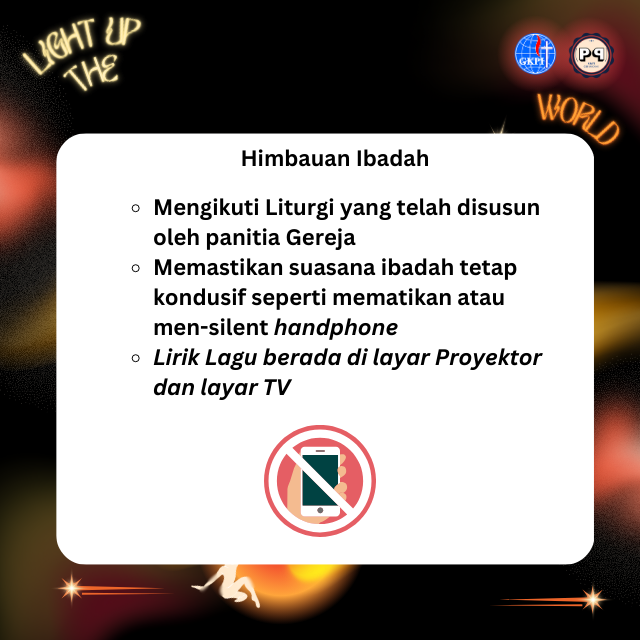 LIGHT UP
THE
GKPI
PP
WORLD
Himbauan Ibadah
Mengikuti Liturgi yang telah disusun
oleh panitia Gereja
Memastikan suasana ibadah tetap
kondusif seperti mematikan atau
men-silent handphone
Lirik Lagu berada di layar Proyektor
dan layar TV